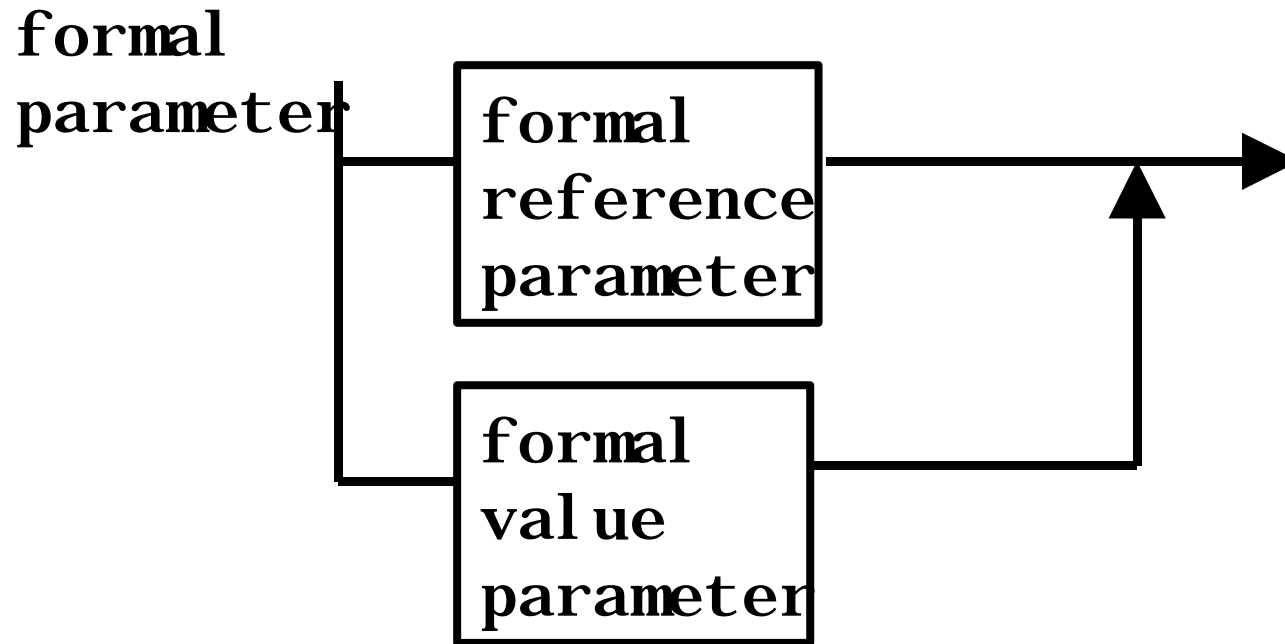 formal
parameter
formal
reference
parameter
formal
value
parameter